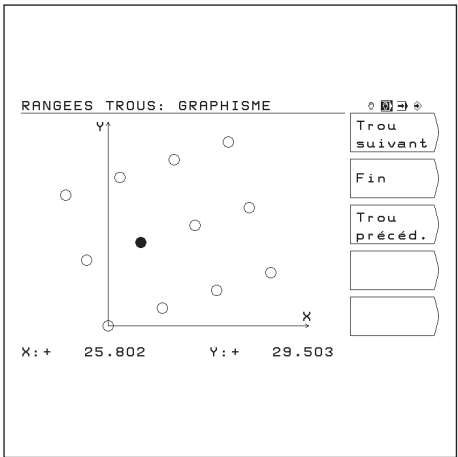 RANGEES TROUS: GRAPHISME
Trou
suivant
Fin
Trou
précéd.
Y
X
X:+ 25.802 Y:+ 29.503